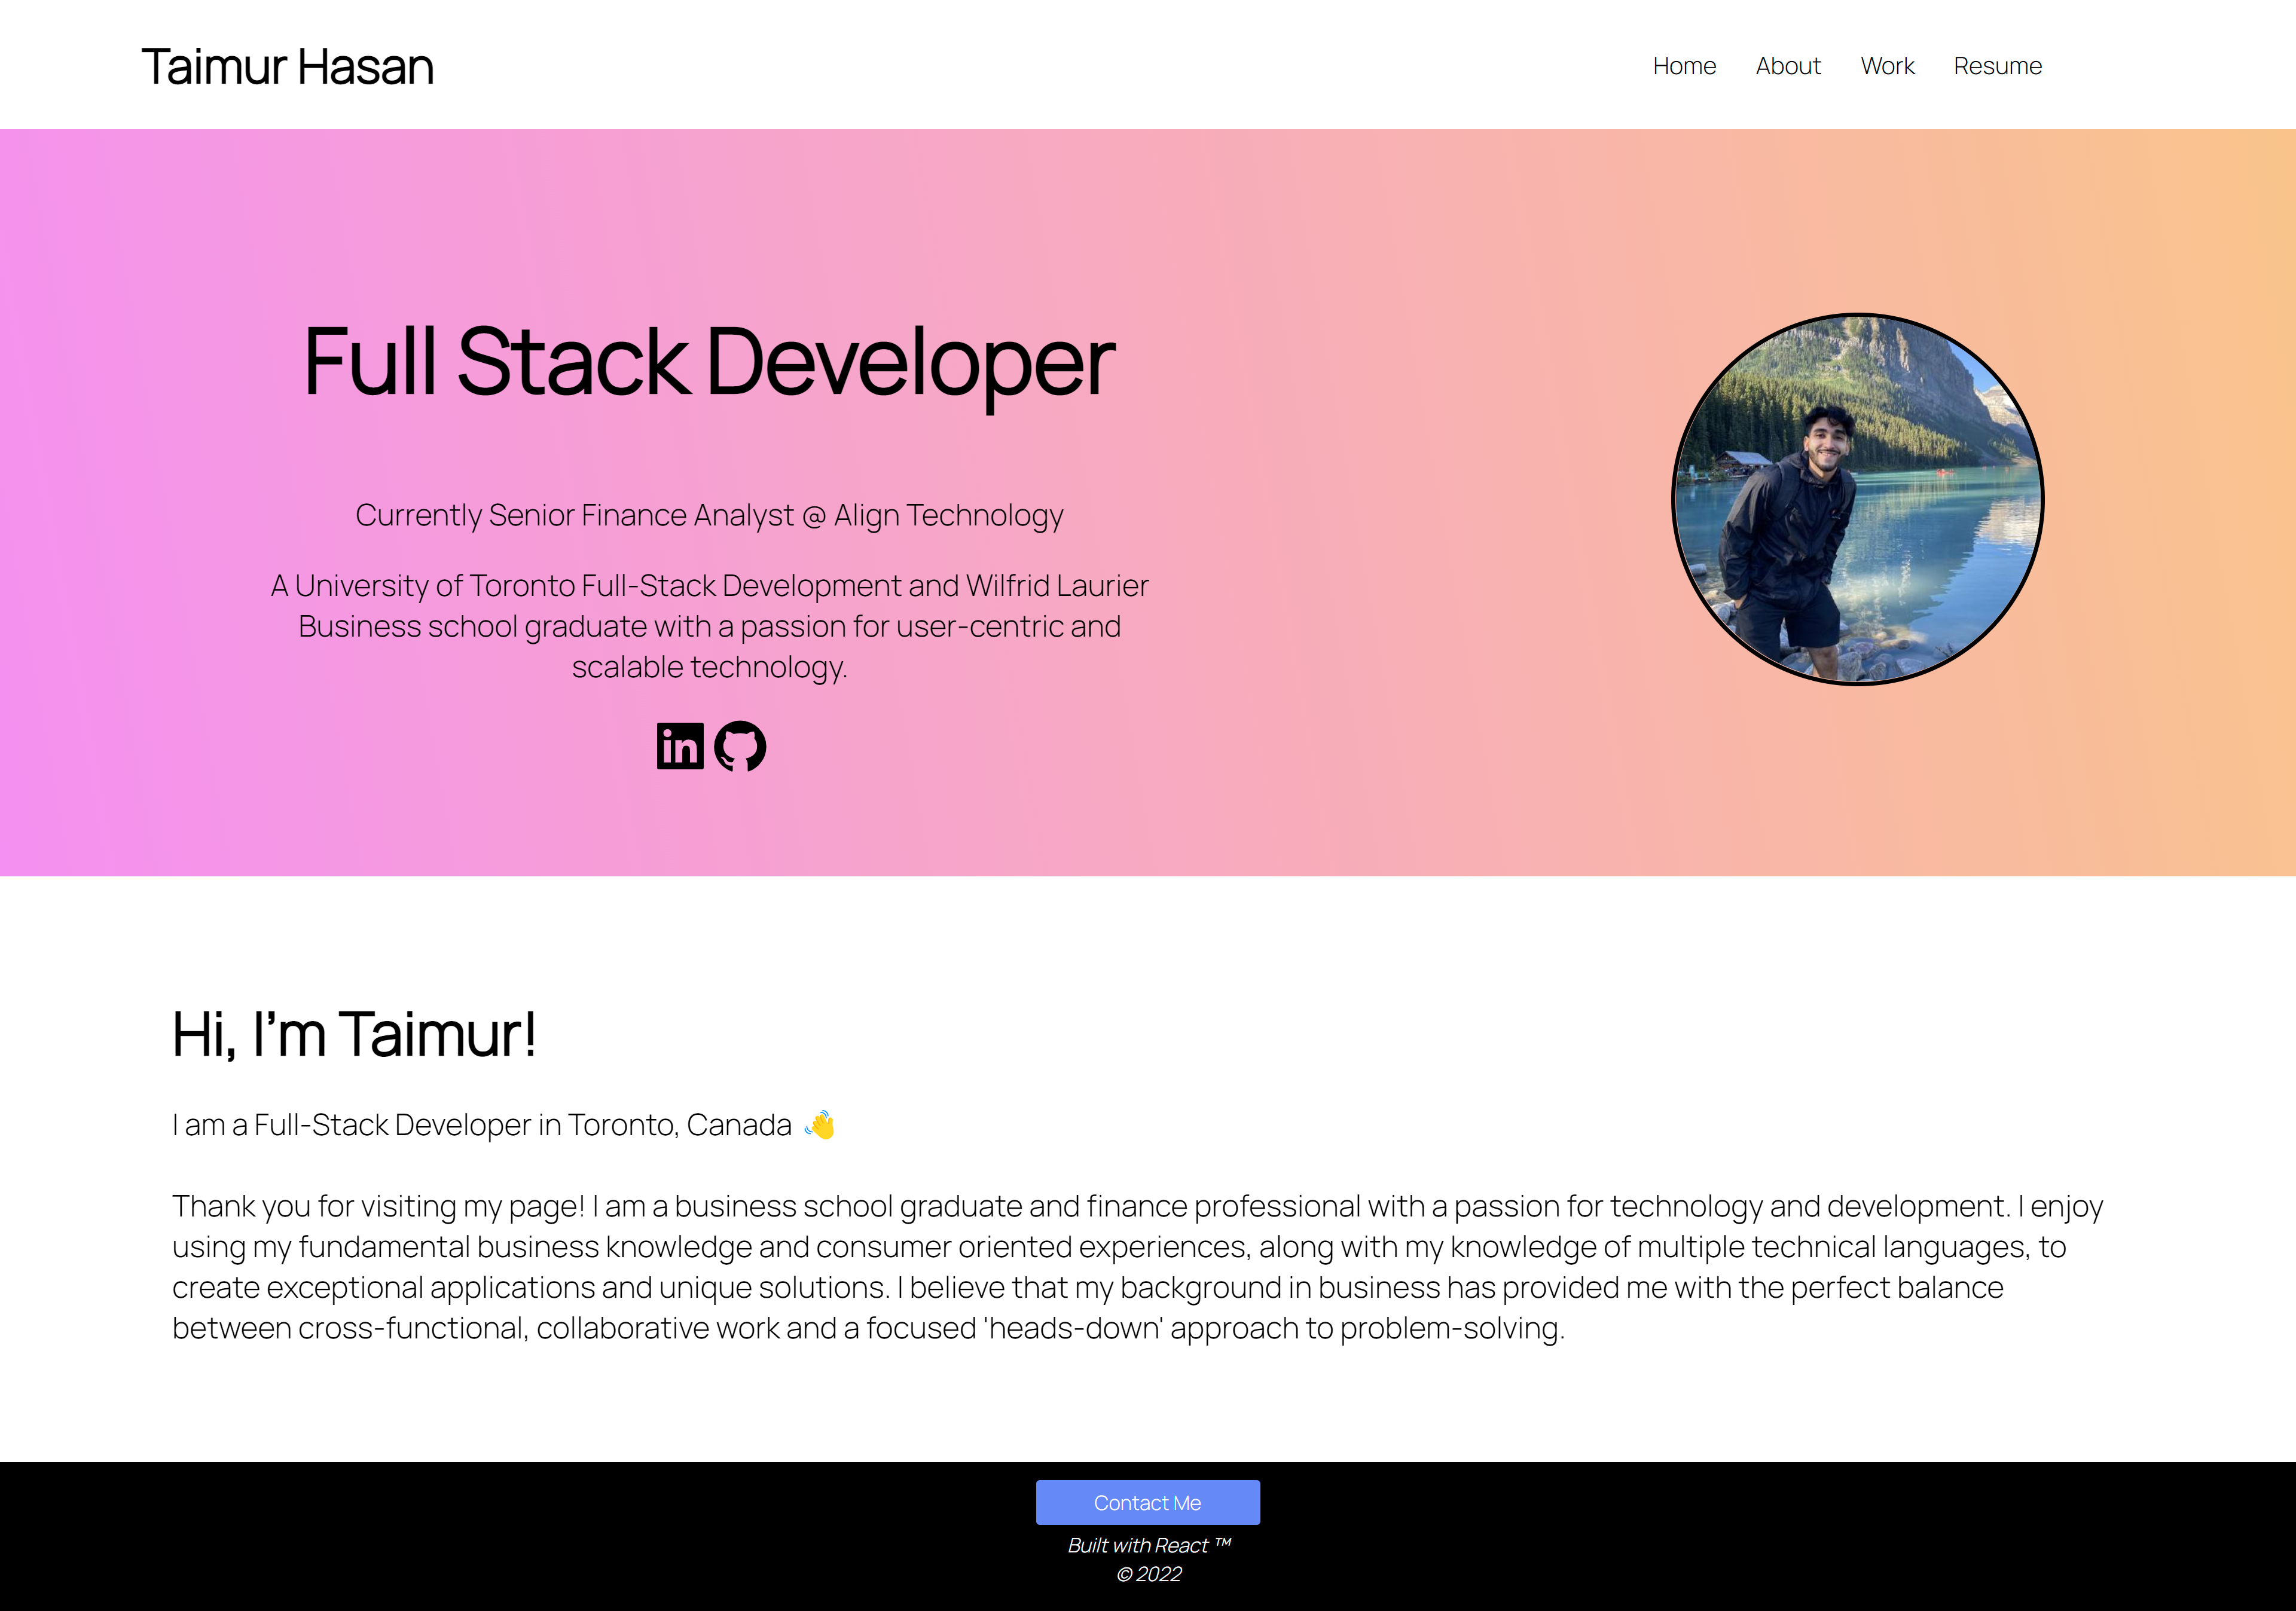 Taimur Hasan
Home About Work Resume
Full Stack Developer
Currently Senior Finance Analyst @ Align Technology
A University of Toronto Full-Stack Development and Wilfrid Laurier
Business school graduate with a passion for user-centric and
scalable technology.
in
Hi, I'm Taimur!
I am a Full-Stack Developer in Toronto, Canada 👋
Thank you for visiting my page! I am a business school graduate and finance professional with a passion for technology and development. I enjoy
using my fundamental business knowledge and consumer oriented experiences, along with my knowledge of multiple technical languages, to
create exceptional applications and unique solutions. I believe that my background in business has provided me with the perfect balance
between cross-functional, collaborative work and a focused 'heads-down' approach to problem-solving.
Contact Me
Built with React ™
© 2022